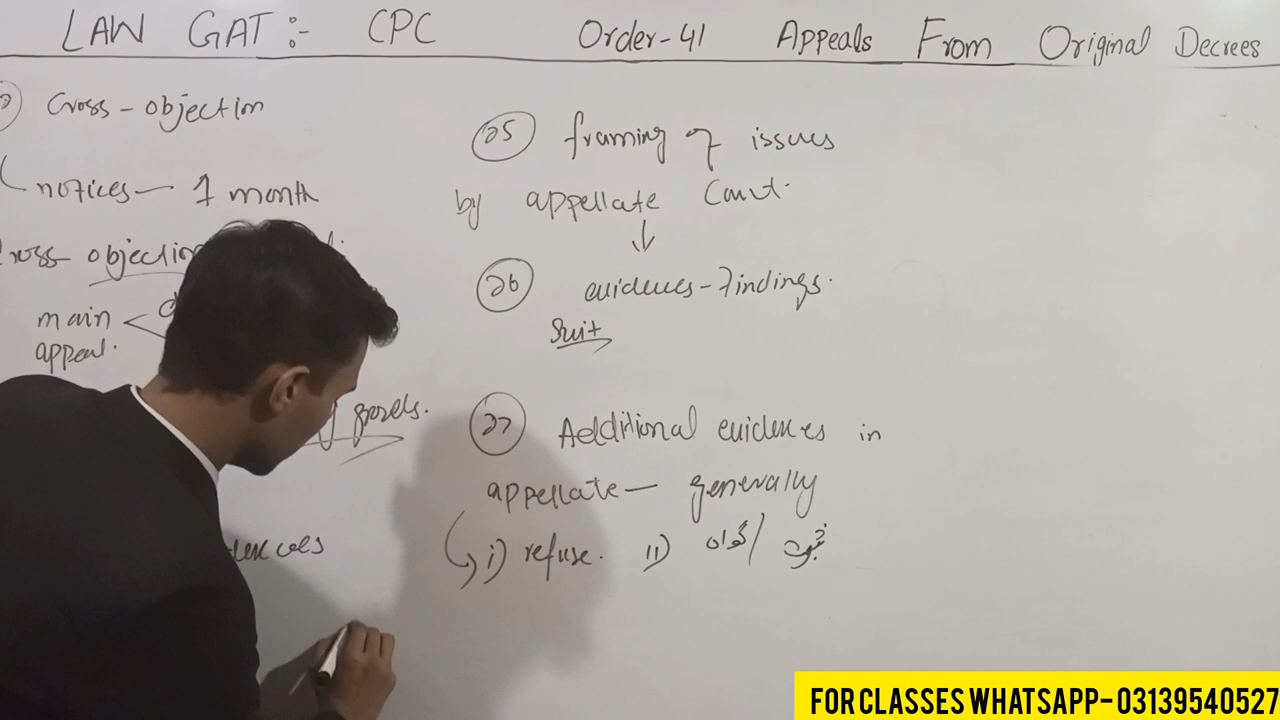 LAW GAT:- CPC Order-41 Appeals From Original Decrees
Cross-objection
notices — 1 month
objection
main
appeal.
25 framing of issues
by appellate Court.
↓
26 evidences - Findings.
Suit
27 Additional evidences in
appellate — generally
i) refuse. ii) گواہ / ثبوت
FOR CLASSES WHATSAPP- 03139540527